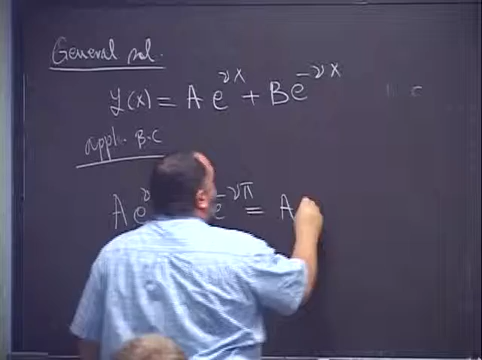 General sol.
y(x) = A e^{νx} + B e^{-νx}
appl. B.C
A e^{ν e^{-νπ} = A